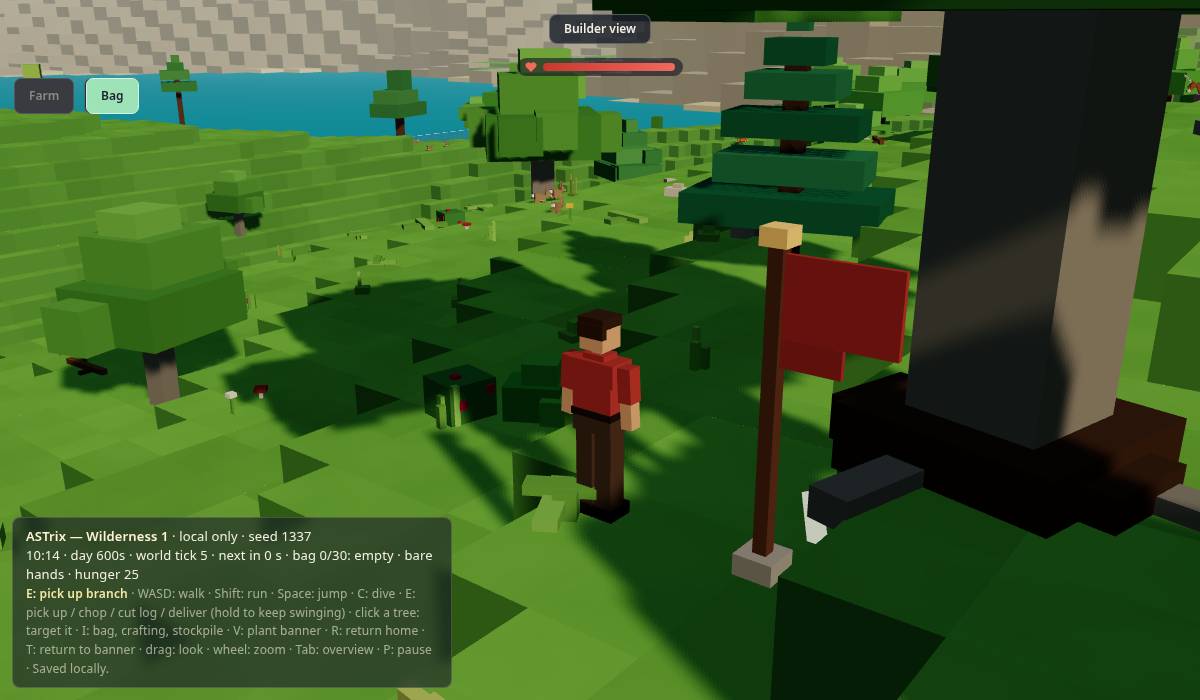 Builder view
Farm
Bag
ASTrix — Wilderness 1 · local only · seed 1337
10:14 · day 600s · world tick 5 · next in 0 s · bag 0/30: empty · bare
hands · hunger 25
E: pick up branch · WASD: walk · Shift: run · Space: jump · C: dive · E:
pick up / chop / cut log / deliver (hold to keep swinging) · click a tree:
target it · I: bag, crafting, stockpile · V: plant banner · R: return home ·
T: return to banner · drag: look · wheel: zoom · Tab: overview · P: pause
· Saved locally.